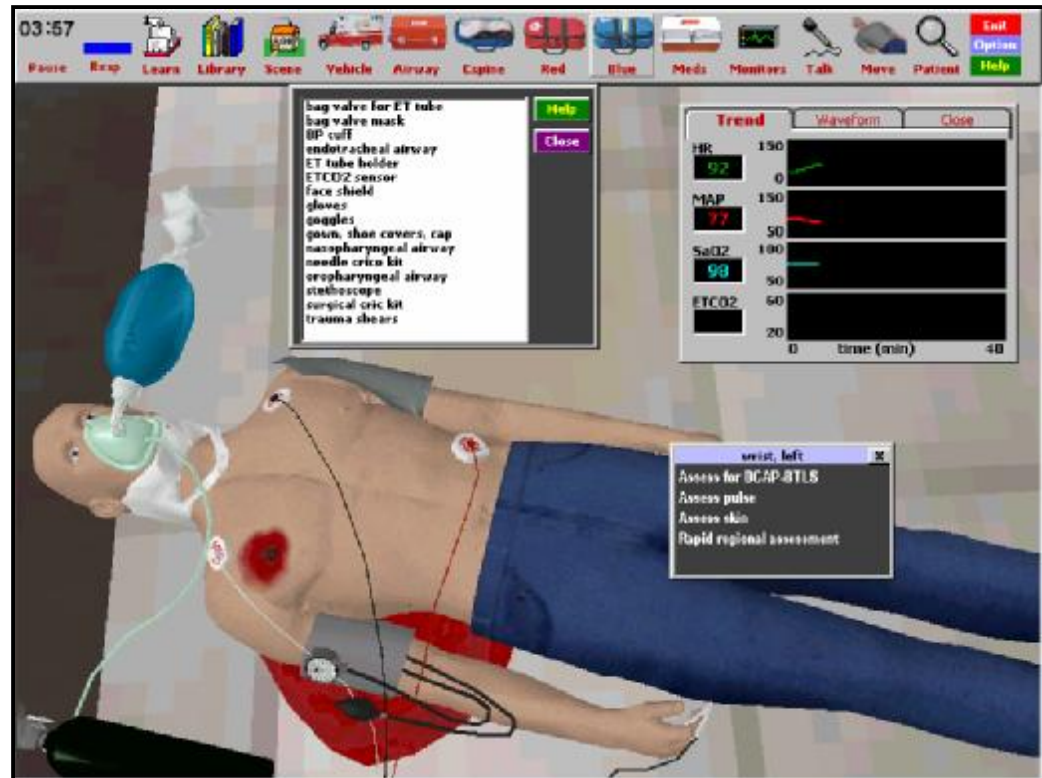 03:57
Pause Resp Learn Library Scene Vehicle Airway Cspine Red Blue Meds Monitors Talk Move Patient
Exit
Option
Help
bag valve for ET tube
bag valve mask
BP cuff
endotracheal airway
ET tube holder
ETCO2 sensor
face shield
gloves
goggles
gown, shoe covers, cap
nasopharyngeal airway
needle crico kit
oropharyngeal airway
stethoscope
surgical cric kit
trauma shears
Help
Close
Trend Waveform Close
HR 150
92
0
MAP 150
77
50
SaO2 100
98
50
ETCO2 60
20
0 time (min) 40
wrist, left x
Assess for DCAP-BTLS
Assess pulse
Assess skin
Rapid regional assessment